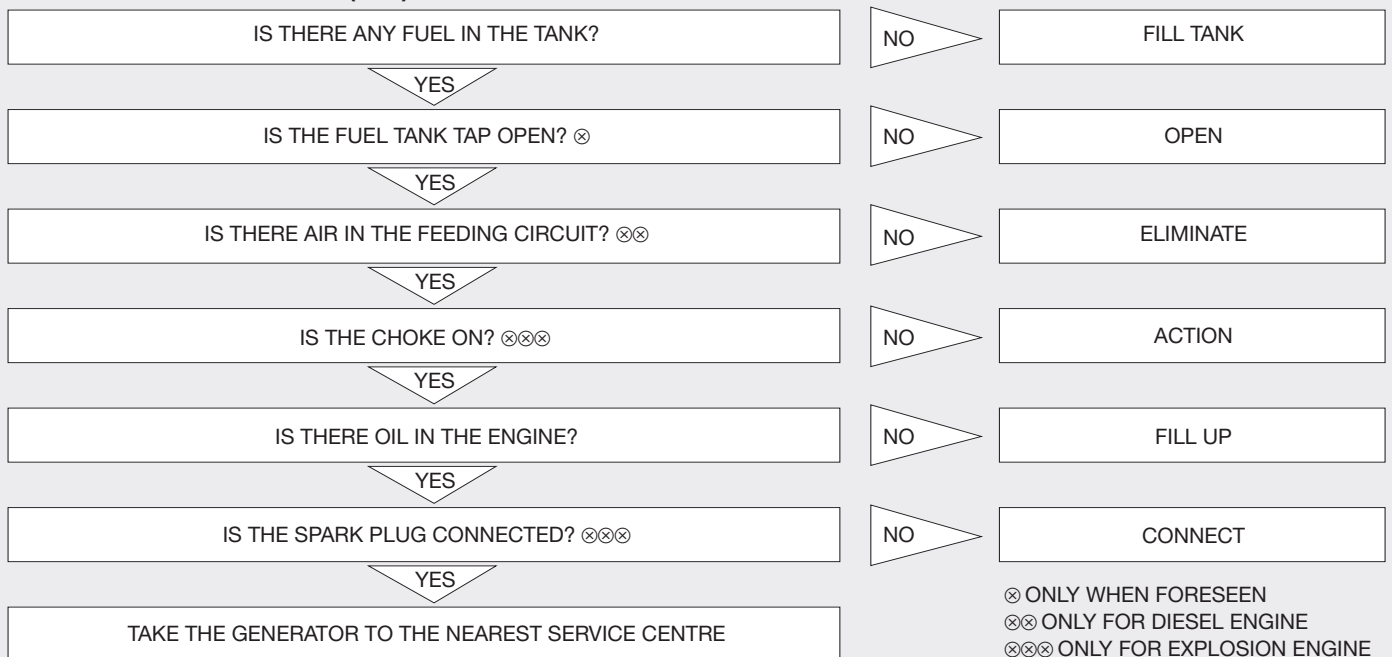 IS THERE ANY FUEL IN THE TANK?
NO
FILL TANK
YES
IS THE FUEL TANK TAP OPEN? ⊗
NO
OPEN
YES
IS THERE AIR IN THE FEEDING CIRCUIT? ⊗⊗
NO
ELIMINATE
YES
IS THE CHOKE ON? ⊗⊗⊗
NO
ACTION
YES
IS THERE OIL IN THE ENGINE?
NO
FILL UP
YES
IS THE SPARK PLUG CONNECTED? ⊗⊗⊗
NO
CONNECT
YES
TAKE THE GENERATOR TO THE NEAREST SERVICE CENTRE
⊗ ONLY WHEN FORESEEN
⊗⊗ ONLY FOR DIESEL ENGINE
⊗⊗⊗ ONLY FOR EXPLOSION ENGINE